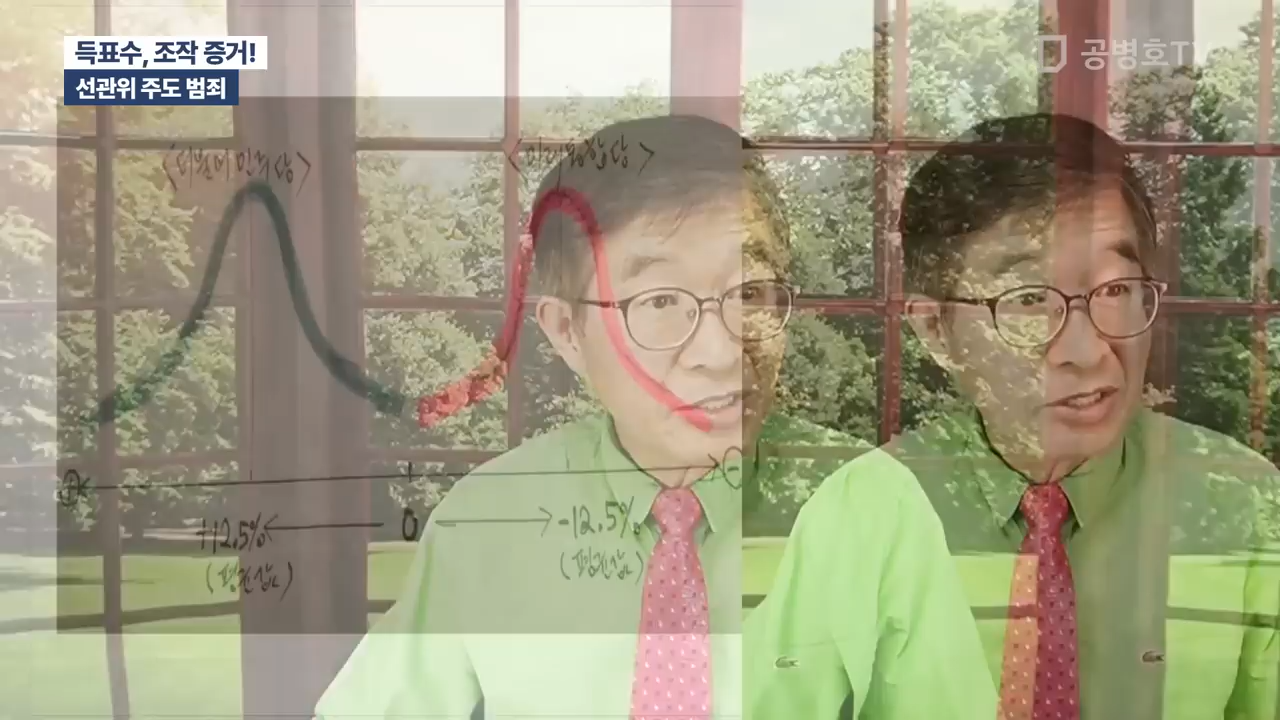 득표수, 조작 증거!
선관위 주도 범죄
공병호TV
<더불어민주당>
<미래통합당>
+12.5%
0
-12.5%
(평균값)
(평균값)